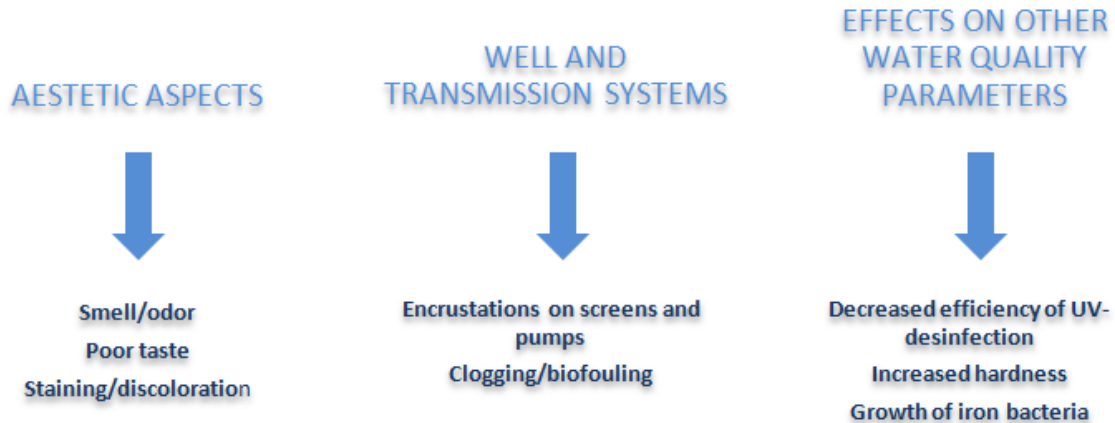 AESTETIC ASPECTS
Smell/odor
Poor taste
Staining/discoloration
WELL AND
TRANSMISSION SYSTEMS
Encrustations on screens and
pumps
Clogging/biofouling
EFFECTS ON OTHER
WATER QUALITY
PARAMETERS
Decreased efficiency of UV-
desinfection
Increased hardness
Growth of iron bacteria